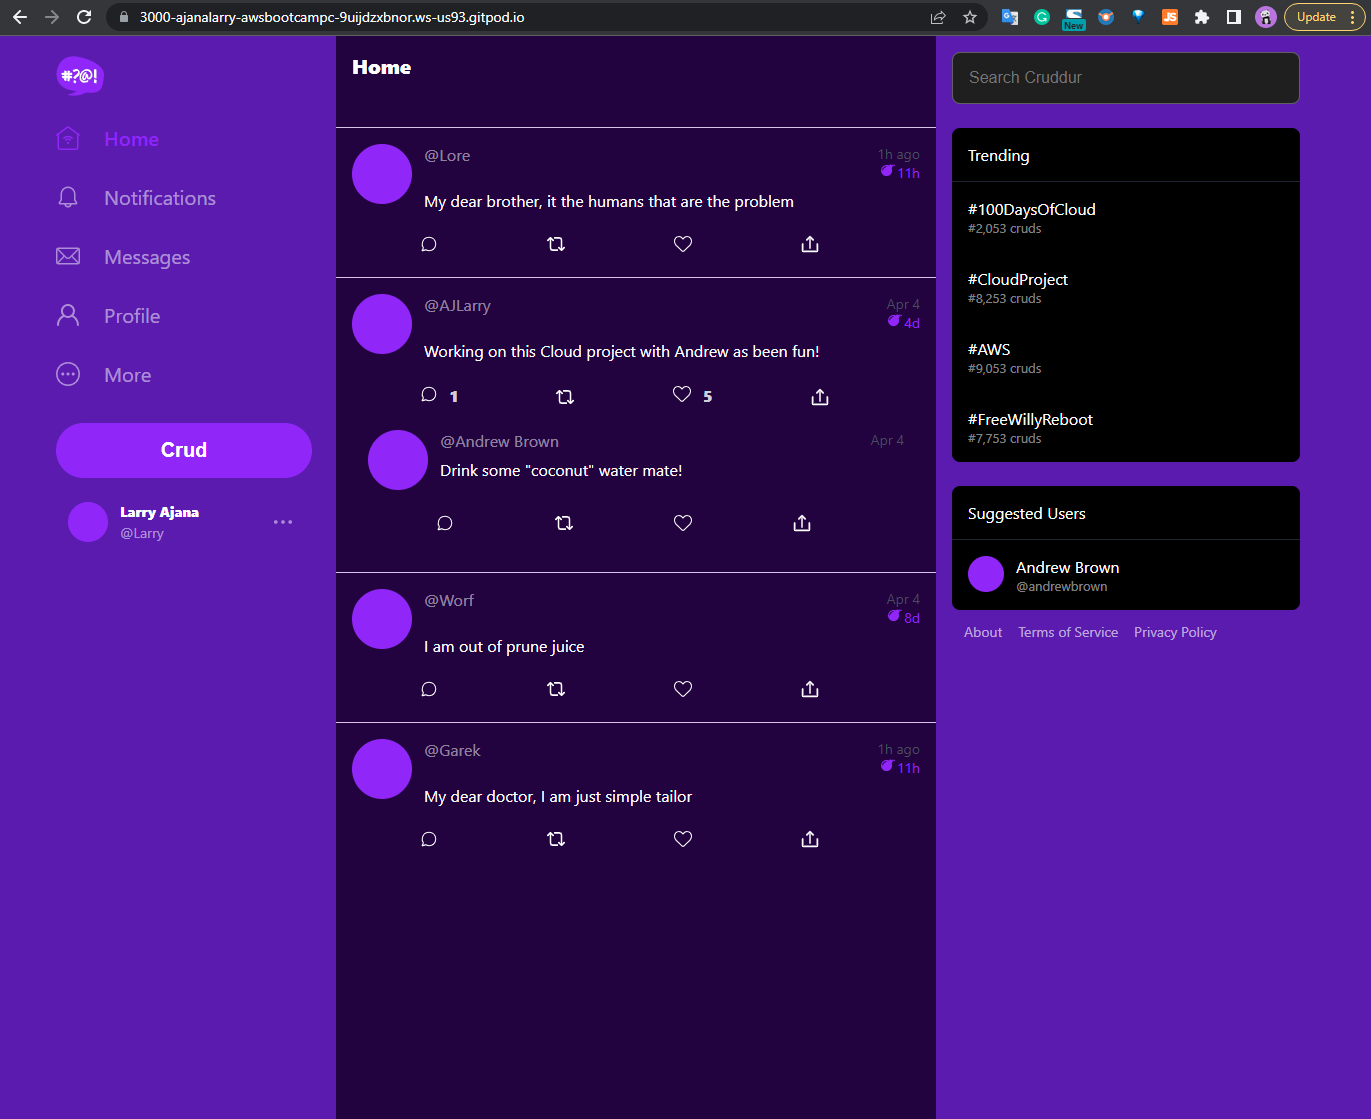 3000-ajanalarry-awsbootcampc-9uijdzxbnor.ws-us93.gitpod.io
New
JS
Update
#?@!
Home
Notifications
Messages
Profile
More
Crud
Larry Ajana
@Larry
Home
@Lore
1h ago
11h
My dear brother, it the humans that are the problem
@AJLarry
Apr 4
4d
Working on this Cloud project with Andrew as been fun!
1
5
@Andrew Brown
Apr 4
Drink some "coconut" water mate!
@Worf
Apr 4
8d
I am out of prune juice
@Garek
1h ago
11h
My dear doctor, I am just simple tailor
Search Cruddur
Trending
#100DaysOfCloud
#2,053 cruds
#CloudProject
#8,253 cruds
#AWS
#9,053 cruds
#FreeWillyReboot
#7,753 cruds
Suggested Users
Andrew Brown
@andrewbrown
About Terms of Service Privacy Policy